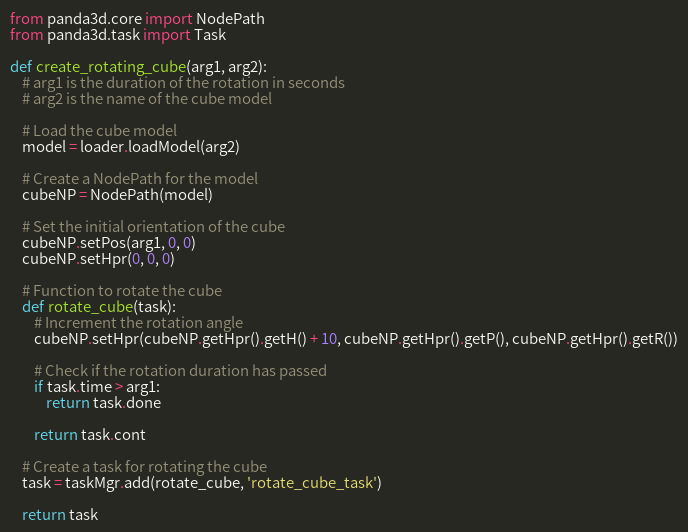 from panda3d.core import NodePath
from panda3d.task import Task

def create_rotating_cube(arg1, arg2):
    # arg1 is the duration of the rotation in seconds
    # arg2 is the name of the cube model

    # Load the cube model
    model = loader.loadModel(arg2)

    # Create a NodePath for the model
    cubeNP = NodePath(model)

    # Set the initial orientation of the cube
    cubeNP.setPos(arg1, 0, 0)
    cubeNP.setHpr(0, 0, 0)

    # Function to rotate the cube
    def rotate_cube(task):
        # Increment the rotation angle
        cubeNP.setHpr(cubeNP.getHpr().getH() + 10, cubeNP.getHpr().getP(), cubeNP.getHpr().getR())

        # Check if the rotation duration has passed
        if task.time > arg1:
            return task.done

        return task.cont

    # Create a task for rotating the cube
    task = taskMgr.add(rotate_cube, 'rotate_cube_task')

    return task